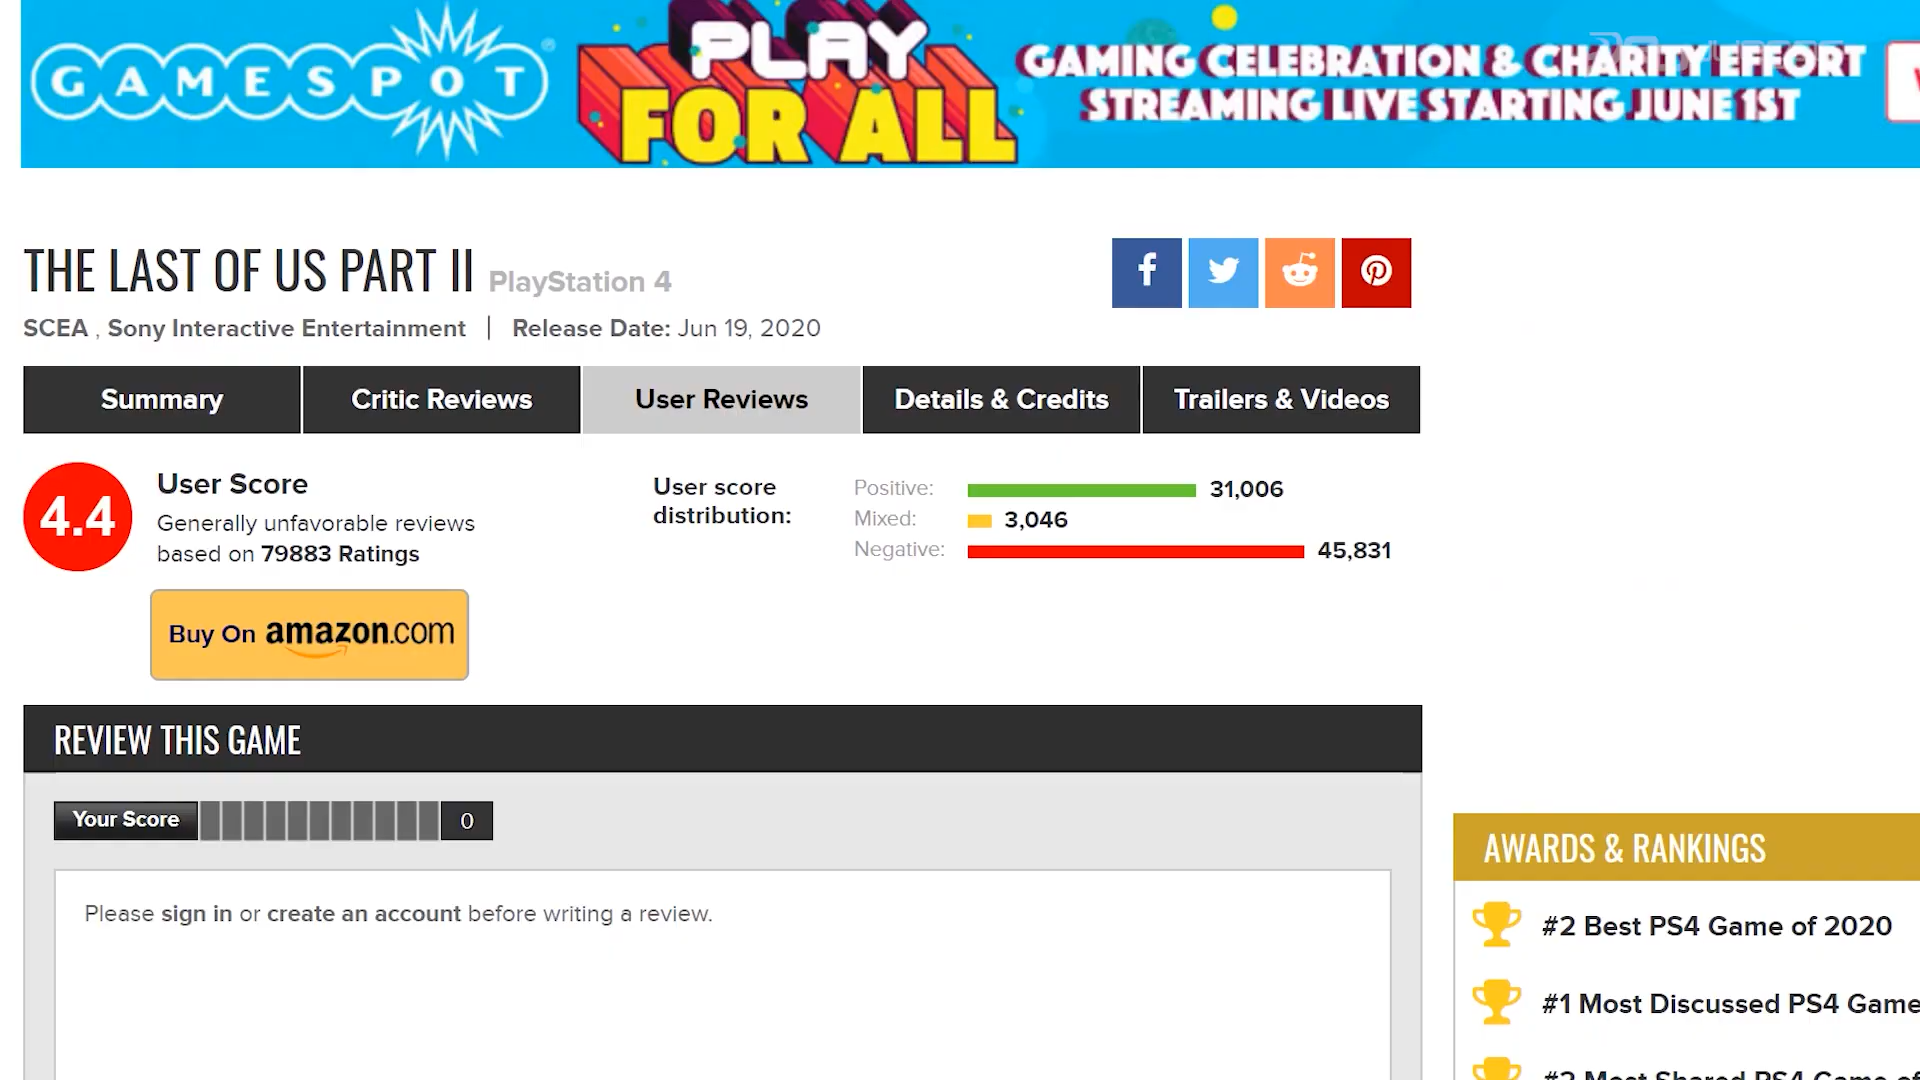 GAMESPOT
PLAY
FOR ALL
GAMING CELEBRATION & CHARITY EFFORT
STREAMING LIVE STARTING JUNE 1ST
THE LAST OF US PART II PlayStation 4
SCEA , Sony Interactive Entertainment | Release Date: Jun 19, 2020
Summary
Critic Reviews
User Reviews
Details & Credits
Trailers & Videos
4.4
User Score
Generally unfavorable reviews
based on 79883 Ratings
User score
distribution:
Positive: 31,006
Mixed: 3,046
Negative: 45,831
Buy On amazon.com
REVIEW THIS GAME
Your Score 0
Please sign in or create an account before writing a review.
AWARDS & RANKINGS
#2 Best PS4 Game of 2020
#1 Most Discussed PS4 Game
Most Shared PS4 Game of